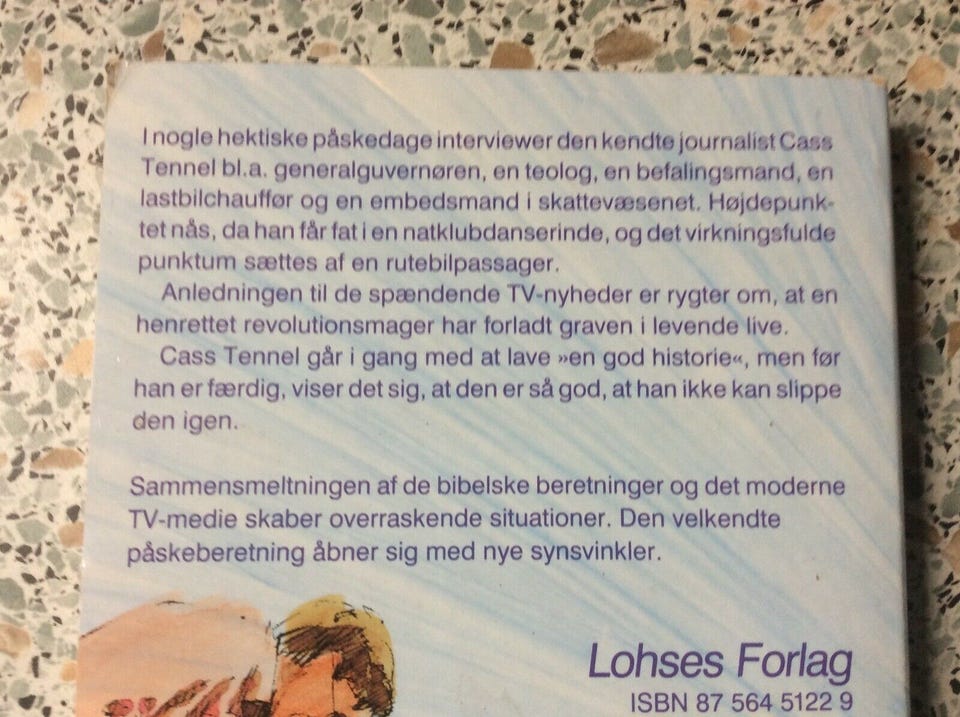 I nogle hektiske påskedage interviewer den kendte journalist Cass
Tennel bl.a. generalguvernøren, en teolog, en befalingsmand, en
lastbilchauffør og en embedsmand i skattevæsenet. Højdepunk-
tet nås, da han får fat i en natklubdanserinde, og det virkningsfulde
punktum sættes af en rutebilpassager.
Anledningen til de spændende TV-nyheder er rygter om, at en
henrettet revolutionsmager har forladt graven i levende live.
Cass Tennel går i gang med at lave »en god historie«, men før
han er færdig, viser det sig, at den er så god, at han ikke kan slippe
den igen.
Sammensmeltningen af de bibelske beretninger og det moderne
TV-medie skaber overraskende situationer. Den velkendte
påskeberetning åbner sig med nye synsvinkler.
Lohses Forlag
ISBN 87 564 5122 9